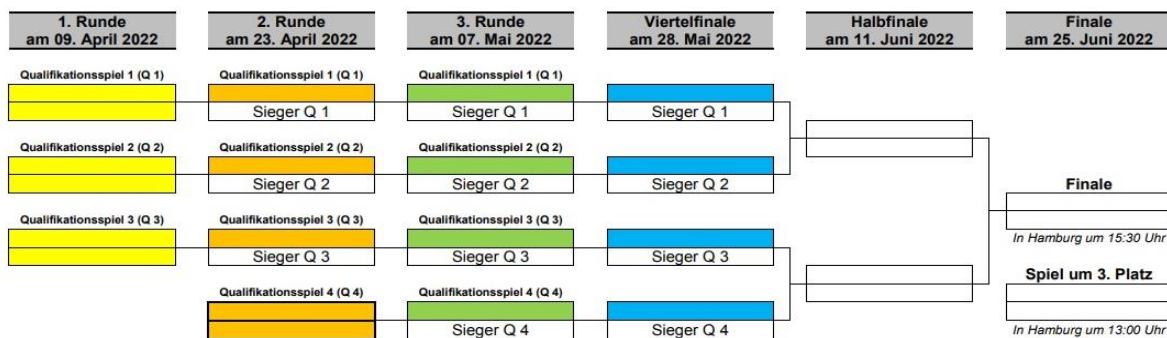 1. Runde
am 09. April 2022
2. Runde
am 23. April 2022
3. Runde
am 07. Mai 2022
Viertelfinale
am 28. Mai 2022
Halbfinale
am 11. Juni 2022
Finale
am 25. Juni 2022
Qualifikationsspiel 1 (Q 1)
Qualifikationsspiel 1 (Q 1)
Qualifikationsspiel 1 (Q 1)
Sieger Q 1
Sieger Q 1
Sieger Q 1
Qualifikationsspiel 2 (Q 2)
Qualifikationsspiel 2 (Q 2)
Qualifikationsspiel 2 (Q 2)
Sieger Q 2
Sieger Q 2
Sieger Q 2
Finale
Qualifikationsspiel 3 (Q 3)
Qualifikationsspiel 3 (Q 3)
Qualifikationsspiel 3 (Q 3)
In Hamburg um 15:30 Uhr
Sieger Q 3
Sieger Q 3
Sieger Q 3
Spiel um 3. Platz
Qualifikationsspiel 4 (Q 4)
Qualifikationsspiel 4 (Q 4)
Sieger Q 4
Sieger Q 4
In Hamburg um 13:00 Uhr